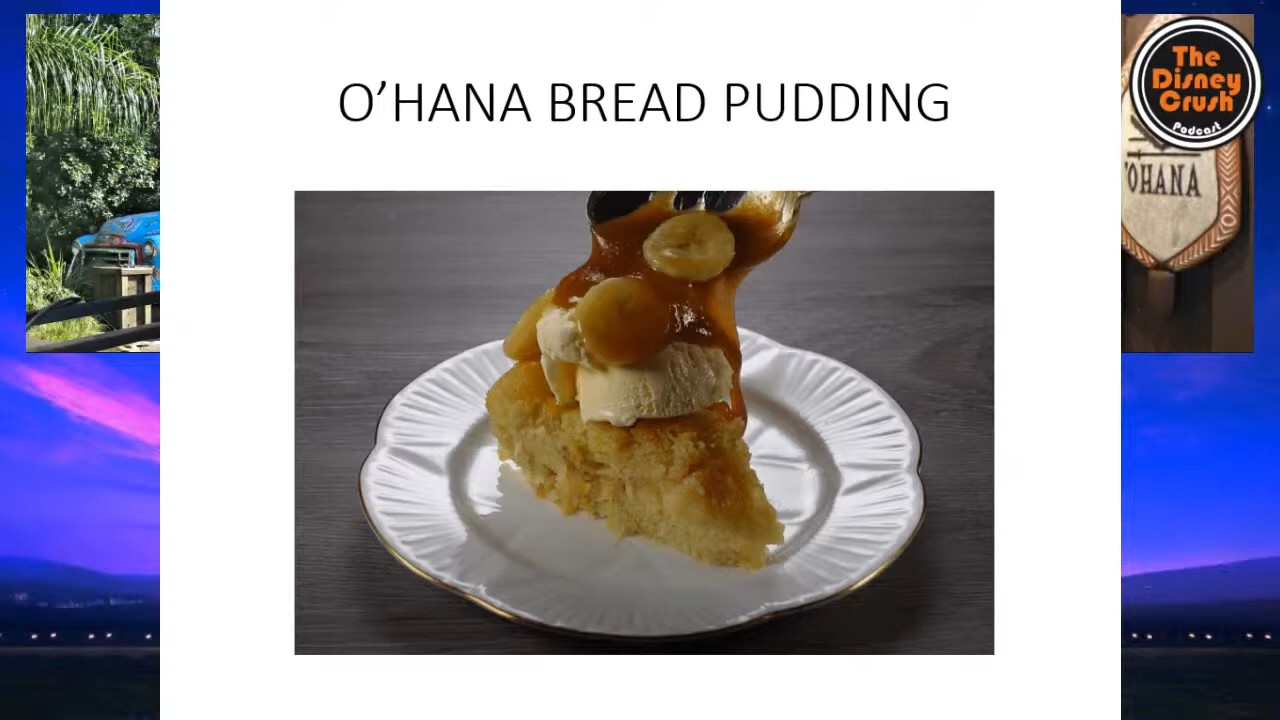 O’HANA BREAD PUDDING
The
Disney
Crush
Podcast
'OHANA